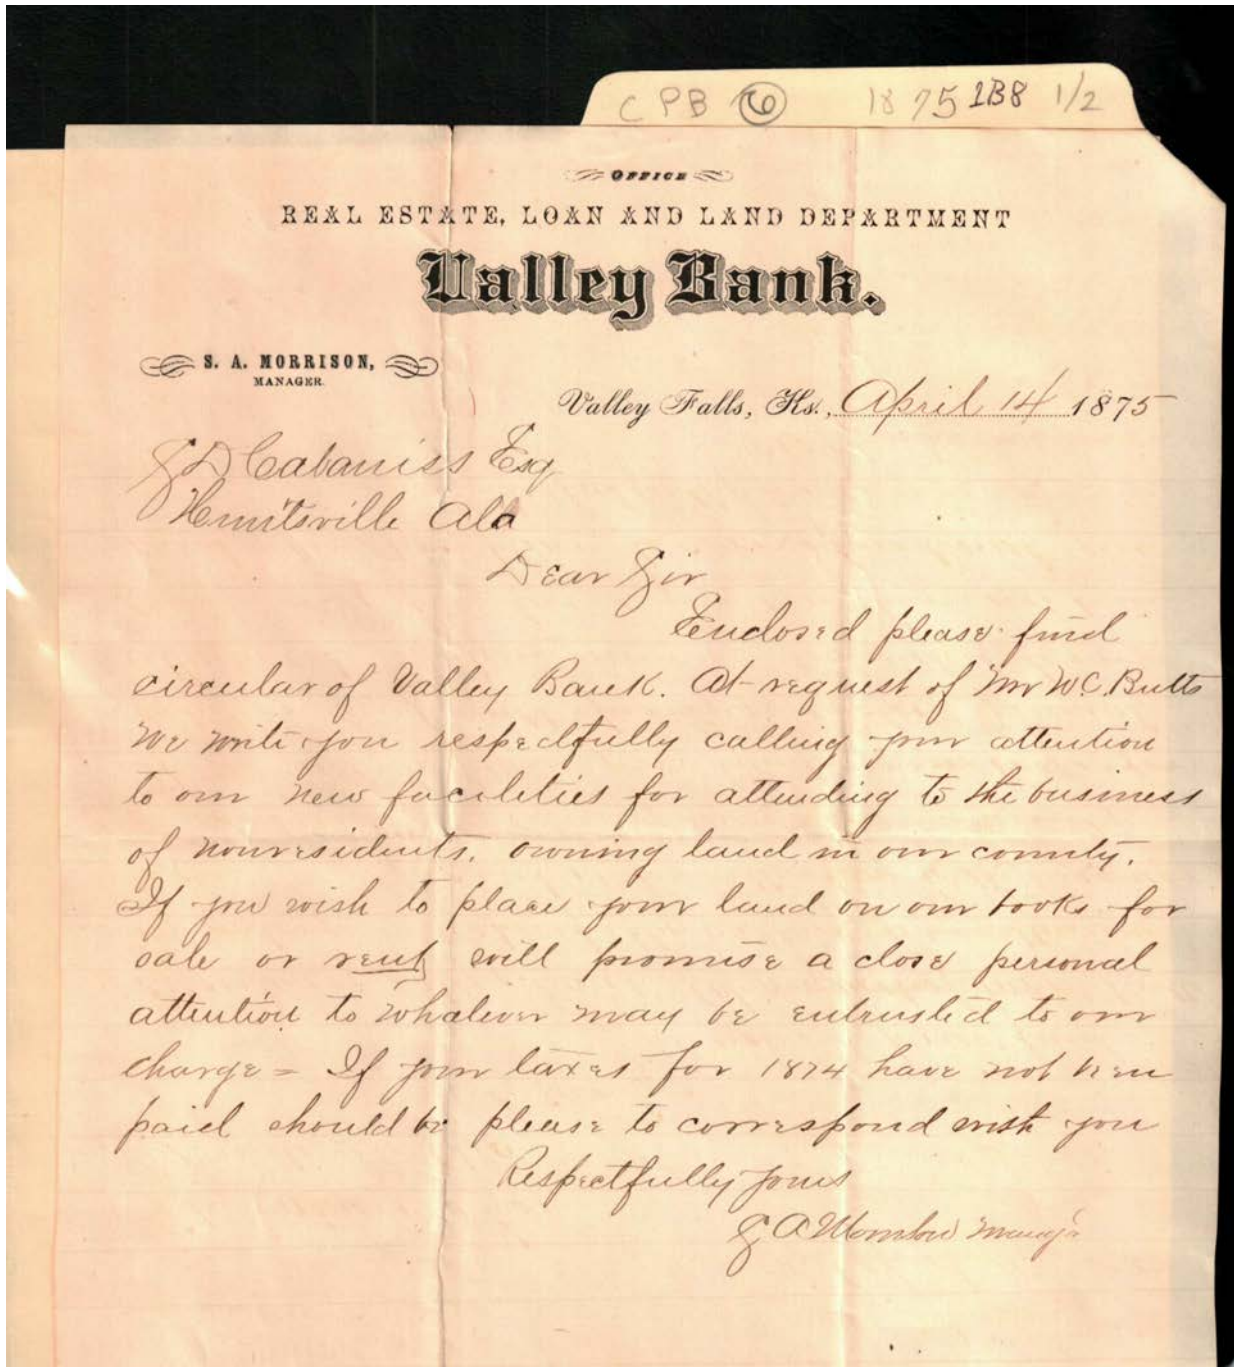 CPB 6 1875 1B8 1/2
OFFICE
REAL ESTATE, LOAN AND LAND DEPARTMENT
Valley Bank.
S. A. MORRISON,
MANAGER.
Valley Falls, Ks., April 14 1875
S D Cabaniss Esq
Huntsville Ala
Dear Sir
Enclosed please find
circular of Valley Bank. At request of Mr W.C. Butts
we write you respectfully calling your attention
to our new facilities for attending to the business
of nonresidents, owning land in our county.
If you wish to place your land on our books for
sale or rent will promise a close personal
attention to whatever may be entrusted to our
charge = If your taxes for 1874 have not been
paid should be please to correspond with you
Respectfully yours
S A Morrison Manag'r